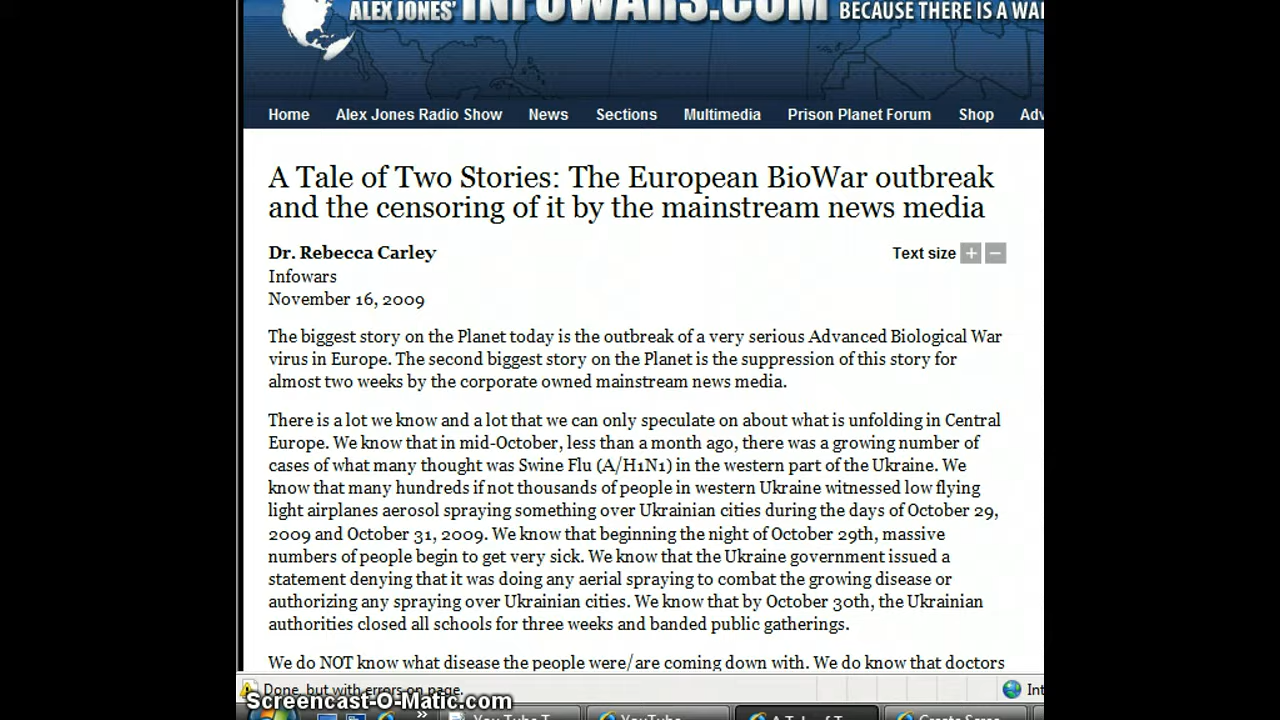 ALEX JONES' INFOWARS.COM BECAUSE THERE IS A WAR
Home Alex Jones Radio Show News Sections Multimedia Prison Planet Forum Shop Adv
A Tale of Two Stories: The European BioWar outbreak
and the censoring of it by the mainstream news media
Dr. Rebecca Carley
Text size + −
Infowars
November 16, 2009
The biggest story on the Planet today is the outbreak of a very serious Advanced Biological War
virus in Europe. The second biggest story on the Planet is the suppression of this story for
almost two weeks by the corporate owned mainstream news media.
There is a lot we know and a lot that we can only speculate on about what is unfolding in Central
Europe. We know that in mid-October, less than a month ago, there was a growing number of
cases of what many thought was Swine Flu (A/H1N1) in the western part of the Ukraine. We
know that many hundreds if not thousands of people in western Ukraine witnessed low flying
light airplanes aerosol spraying something over Ukrainian cities during the days of October 29,
2009 and October 31, 2009. We know that beginning the night of October 29th, massive
numbers of people begin to get very sick. We know that the Ukraine government issued a
statement denying that it was doing any aerial spraying to combat the growing disease or
authorizing any spraying over Ukrainian cities. We know that by October 30th, the Ukrainian
authorities closed all schools for three weeks and banded public gatherings.
We do NOT know what disease the people were/are coming down with. We do know that doctors
Done, but with errors on page. Int
Screencast-O-Matic.com
You Tube T YouTube A Tale of T Create Scree